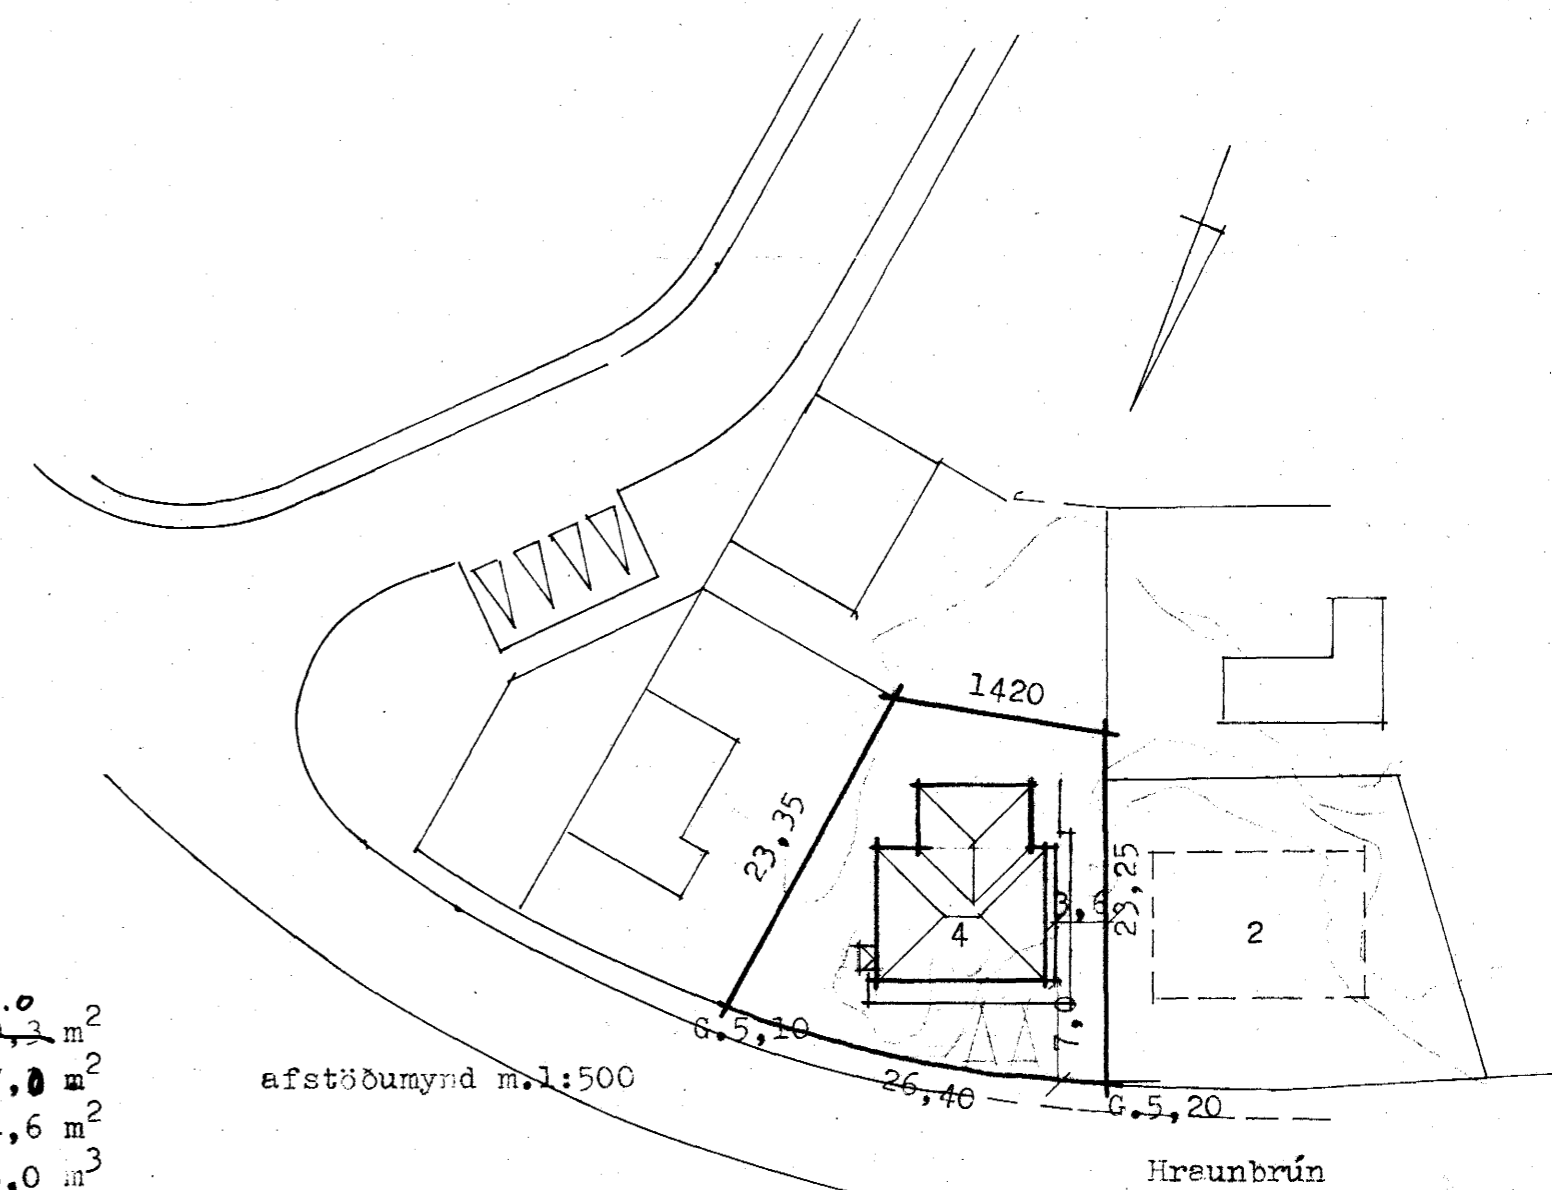 1420
23,35
23,25
3,6
4
2
7,
G.5,10
26,40
G.5,20
m²
m²
,6 m²
.0 m³
afstöðumynd m.1:500
Hraunbrún